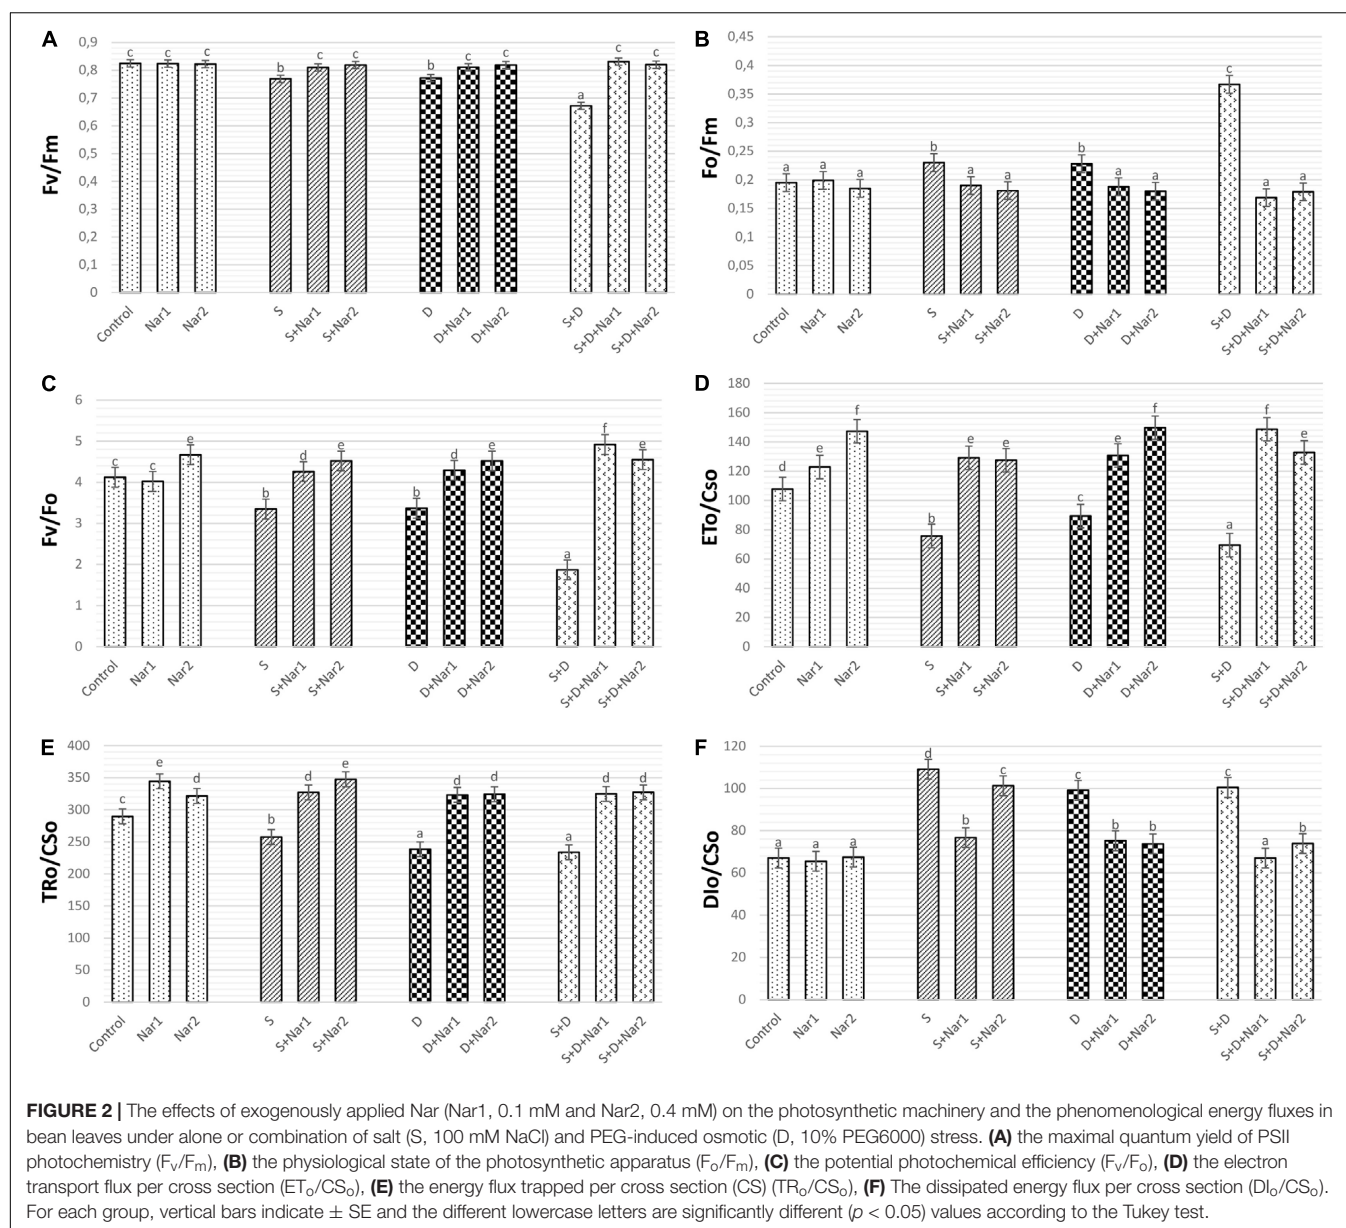 A
0,9
0,8
0,7
0,6
0,5
0,4
0,3
0,2
0,1
0
Fv/Fm
c c c b c c b c c a c c
Control Nar1 Nar2 S S+Nar1 S+Nar2 D D+Nar1 D+Nar2 S+D S+D+Nar1 S+D+Nar2
B
0,45
0,4
0,35
0,3
0,25
0,2
0,15
0,1
0,05
0
Fo/Fm
a a a b a a b a a c a a
Control Nar1 Nar2 S S+Nar1 S+Nar2 D D+Nar1 D+Nar2 S+D S+D+Nar1 S+D+Nar2
C
6
5
4
3
2
1
0
Fv/Fo
c c e b d e b d e a f e
Control Nar1 Nar2 S S+Nar1 S+Nar2 D D+Nar1 D+Nar2 S+D S+D+Nar1 S+D+Nar2
D
180
160
140
120
100
80
60
40
20
0
ETo/Cso
d e f b e e c e f a f e
Control Nar1 Nar2 S S+Nar1 S+Nar2 D D+Nar1 D+Nar2 S+D S+D+Nar1 S+D+Nar2
E
400
350
300
250
200
150
100
50
0
TRo/CSo
c e d b d e a d d a d d
Control Nar1 Nar2 S S+Nar1 S+Nar2 D D+Nar1 D+Nar2 S+D S+D+Nar1 S+D+Nar2
F
120
100
80
60
40
20
0
DIo/CSo
a a a d b c c b b c a b
Control Nar1 Nar2 S S+Nar1 S+Nar2 D D+Nar1 D+Nar2 S+D S+D+Nar1 S+D+Nar2
FIGURE 2 | The effects of exogenously applied Nar (Nar1, 0.1 mM and Nar2, 0.4 mM) on the photosynthetic machinery and the phenomenological energy fluxes in
bean leaves under alone or combination of salt (S, 100 mM NaCl) and PEG-induced osmotic (D, 10% PEG6000) stress. (A) the maximal quantum yield of PSII
photochemistry (Fv/Fm), (B) the physiological state of the photosynthetic apparatus (Fo/Fm), (C) the potential photochemical efficiency (Fv/Fo), (D) the electron
transport flux per cross section (ETo/CSo), (E) the energy flux trapped per cross section (CS) (TRo/CSo), (F) The dissipated energy flux per cross section (DIo/CSo).
For each group, vertical bars indicate ± SE and the different lowercase letters are significantly different (p < 0.05) values according to the Tukey test.